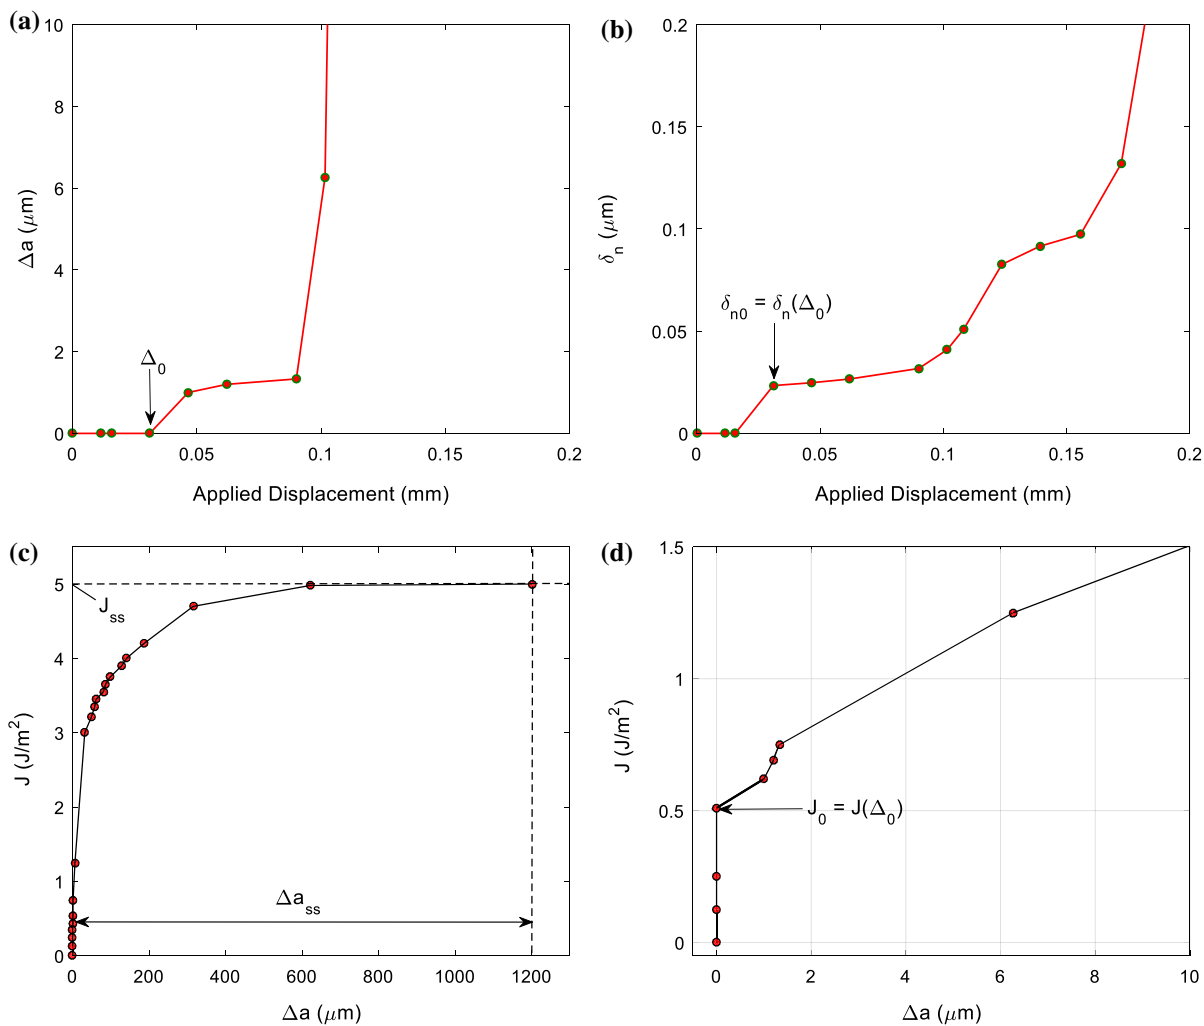 (a)
10
8
6
4
2
0
Δa (μm)
Δ0
0
0.05
0.1
0.15
0.2
Applied Displacement (mm)
(b)
0.2
0.15
0.1
0.05
0
δn (μm)
δn0 = δn(Δ0)
0
0.05
0.1
0.15
0.2
Applied Displacement (mm)
(c)
5
4
3
2
1
0
J (J/m2)
Jss
Δass
0
200
400
600
800
1000
1200
Δa (μm)
(d)
1.5
1
0.5
0
J (J/m2)
J0 = J(Δ0)
0
2
4
6
8
10
Δa (μm)